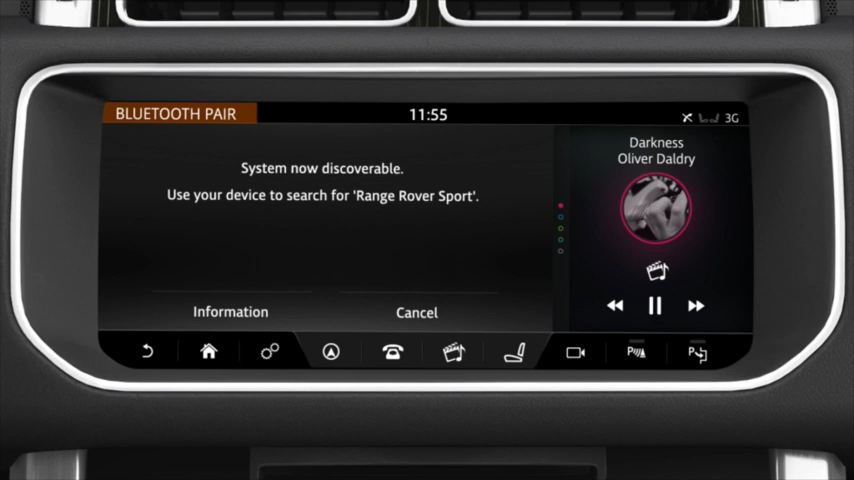 BLUETOOTH PAIR
11:55
3G
System now discoverable.
Use your device to search for 'Range Rover Sport'.
Information
Cancel
Darkness
Oliver Daldry
P
P